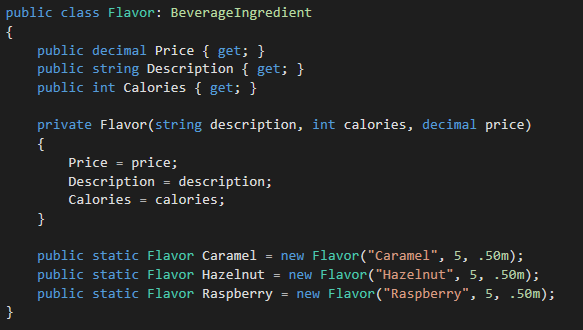 public class Flavor: BeverageIngredient
{
    public decimal Price { get; }
    public string Description { get; }
    public int Calories { get; }

    private Flavor(string description, int calories, decimal price)
    {
        Price = price;
        Description = description;
        Calories = calories;
    }

    public static Flavor Caramel = new Flavor("Caramel", 5, .50m);
    public static Flavor Hazelnut = new Flavor("Hazelnut", 5, .50m);
    public static Flavor Raspberry = new Flavor("Raspberry", 5, .50m);
}